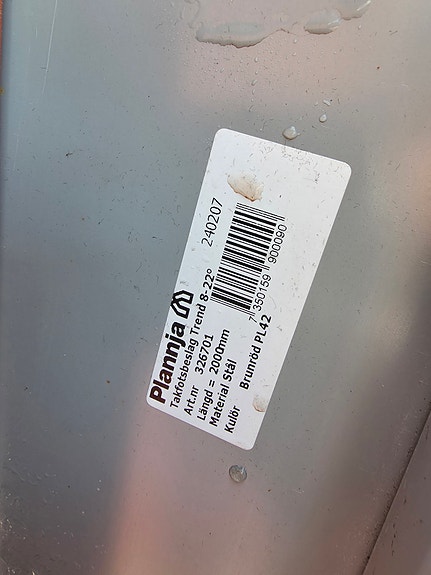 Plannja
Takfotsbeslag Trend 8-22°
Art.nr 326701 240207
Längd = 2000mm
Material Stål
Kulör Brunröd PL42
7 350159 900090